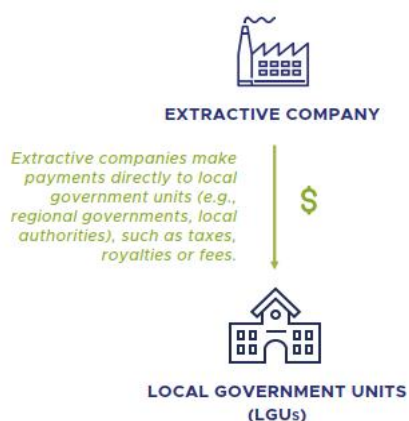 EXTRACTIVE COMPANY
Extractive companies make
payments directly to local
government units (e.g.,
regional governments, local
authorities), such as taxes,
royalties or fees.
$
LOCAL GOVERNMENT UNITS
(LGUs)